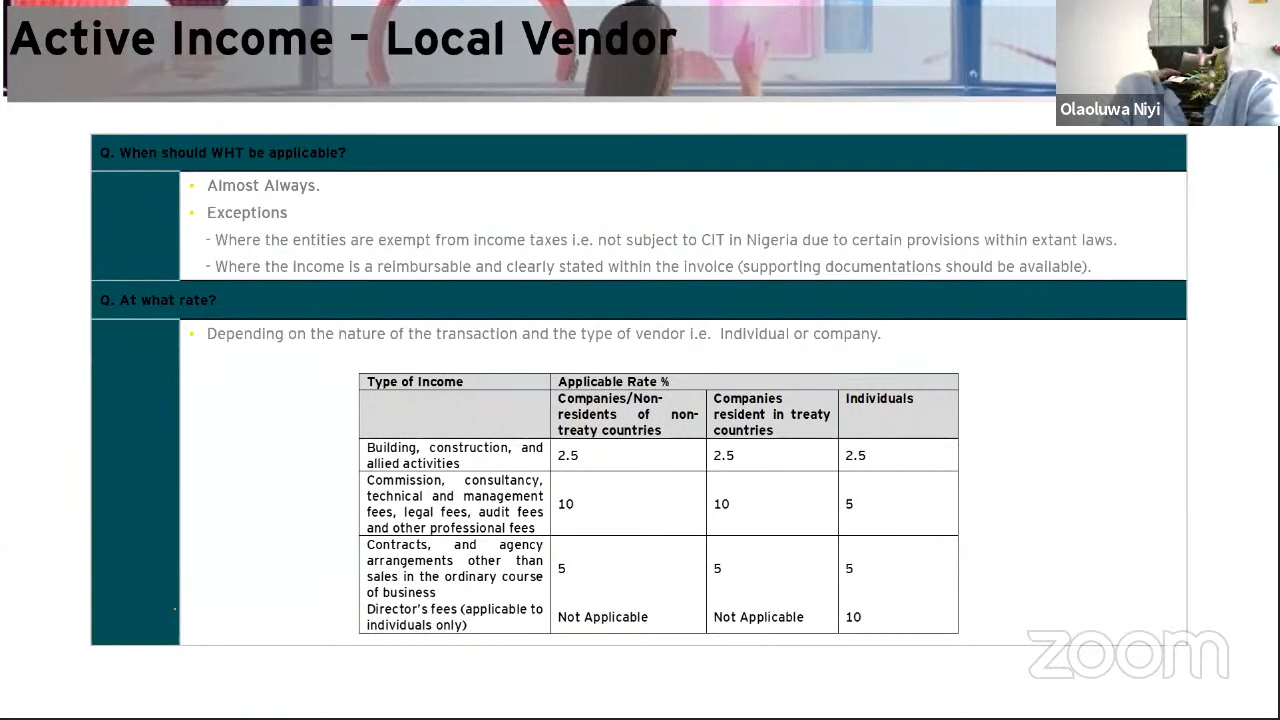 Active Income – Local Vendor
Olaoluwa Niyi
Q. When should WHT be applicable?
• Almost Always.
• Exceptions
- Where the entities are exempt from income taxes i.e. not subject to CIT in Nigeria due to certain provisions within extant laws.
- Where the income is a reimbursable and clearly stated within the invoice (supporting documentations should be available).
Q. At what rate?
• Depending on the nature of the transaction and the type of vendor i.e. Individual or company.
Type of Income
Applicable Rate %
Companies/Non-
residents of non-
treaty countries
Companies
resident in treaty
countries
Individuals
Building, construction, and
allied activities
2.5
2.5
2.5
Commission, consultancy,
technical and management
fees, legal fees, audit fees
and other professional fees
10
10
5
Contracts, and agency
arrangements other than
sales in the ordinary course
of business
5
5
5
Director's fees (applicable to
individuals only)
Not Applicable
Not Applicable
10
zoom